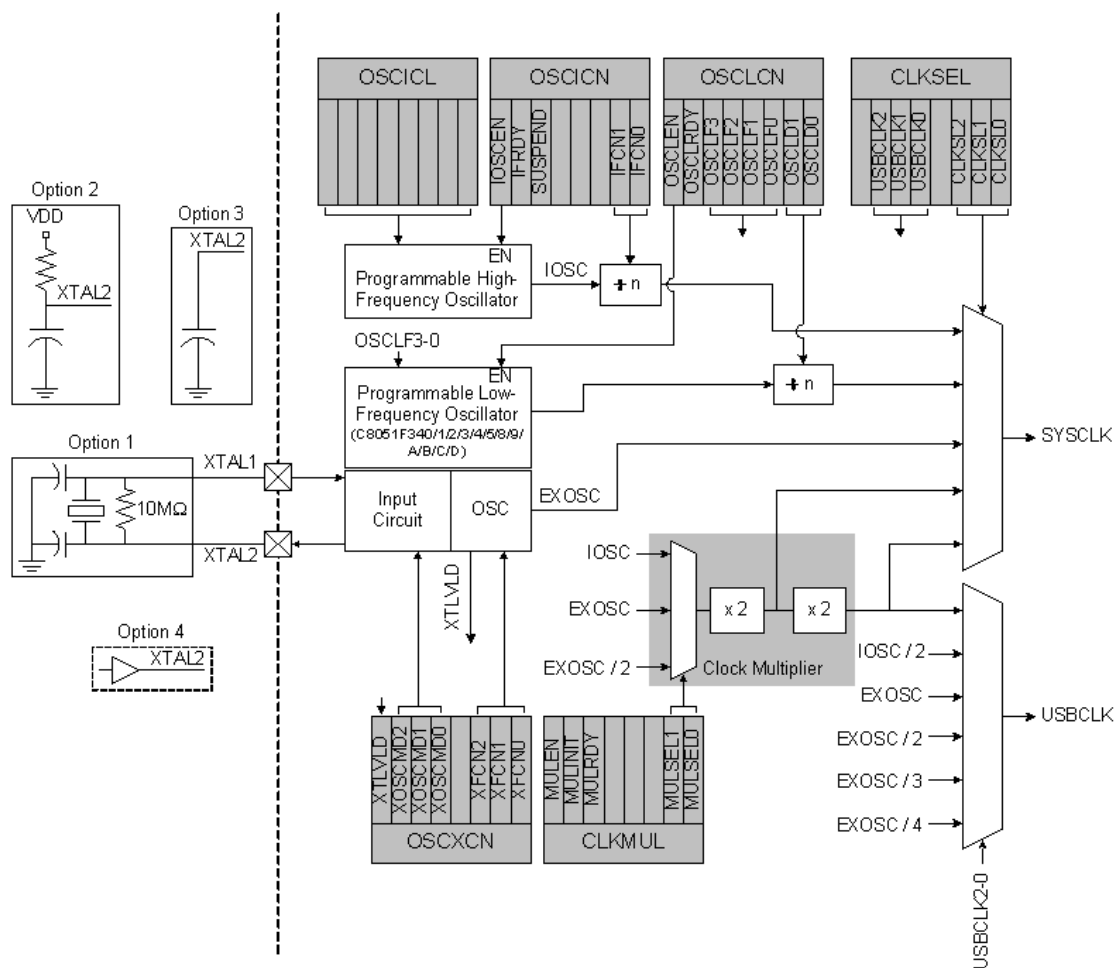 OSCICL
OSCICN
OSCLCN
CLKSEL
IOSCEN
IFRDY
SUSPEND
IFCN1
IFCN0
OSCLEN
OSCLRDY
OSCLF3
OSCLF2
OSCLF1
OSCLF0
OSCLD1
OSCLD0
USBCLK2
USBCLK1
USBCLK0
CLKSL2
CLKSL1
CLKSL0
Option 2
VDD
XTAL2
Option 3
XTAL2
EN
Programmable High-
Frequency Oscillator
IOSC
÷ n
OSCLF3-0
EN
Programmable Low-
Frequency Oscillator
(C8051F340/1/2/3/4/5/8/9/
A/B/C/D)
÷ n
SYSCLK
Option 1
XTAL1
10MΩ
XTAL2
Input
Circuit
OSC
EXOSC
XTLVLD
IOSC
EXOSC
EXOSC / 2
x 2
x 2
Clock Multiplier
Option 4
XTAL2
IOSC / 2
EXOSC
EXOSC / 2
EXOSC / 3
EXOSC / 4
USBCLK
USBCLK2-0
XTLVLD
XOSCMD2
XOSCMD1
XOSCMD0
XFCN2
XFCN1
XFCN0
OSCXCN
MULEN
MULINIT
MULRDY
MULSEL1
MULSEL0
CLKMUL